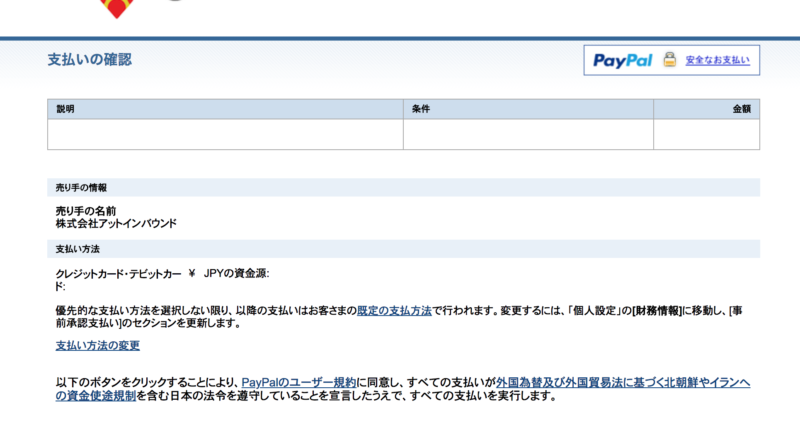 支払いの確認
PayPal 安全なお支払い
説明 条件 金額
売り手の情報
売り手の名前
株式会社アットインバウンド
支払い方法
クレジットカード・デビットカー ¥ JPYの資金源:
ド:
優先的な支払い方法を選択しない限り、以降の支払いはお客さまの既定の支払方法で行われます。変更するには、「個人設定」の[財務情報]に移動し、[事
前承認支払い]のセクションを更新します。
支払い方法の変更
以下のボタンをクリックすることにより、PayPalのユーザー規約に同意し、すべての支払いが外国為替及び外国貿易法に基づく北朝鮮やイランへ
の資金使途規制を含む日本の法令を遵守していることを宣言したうえで、すべての支払いを実行します。